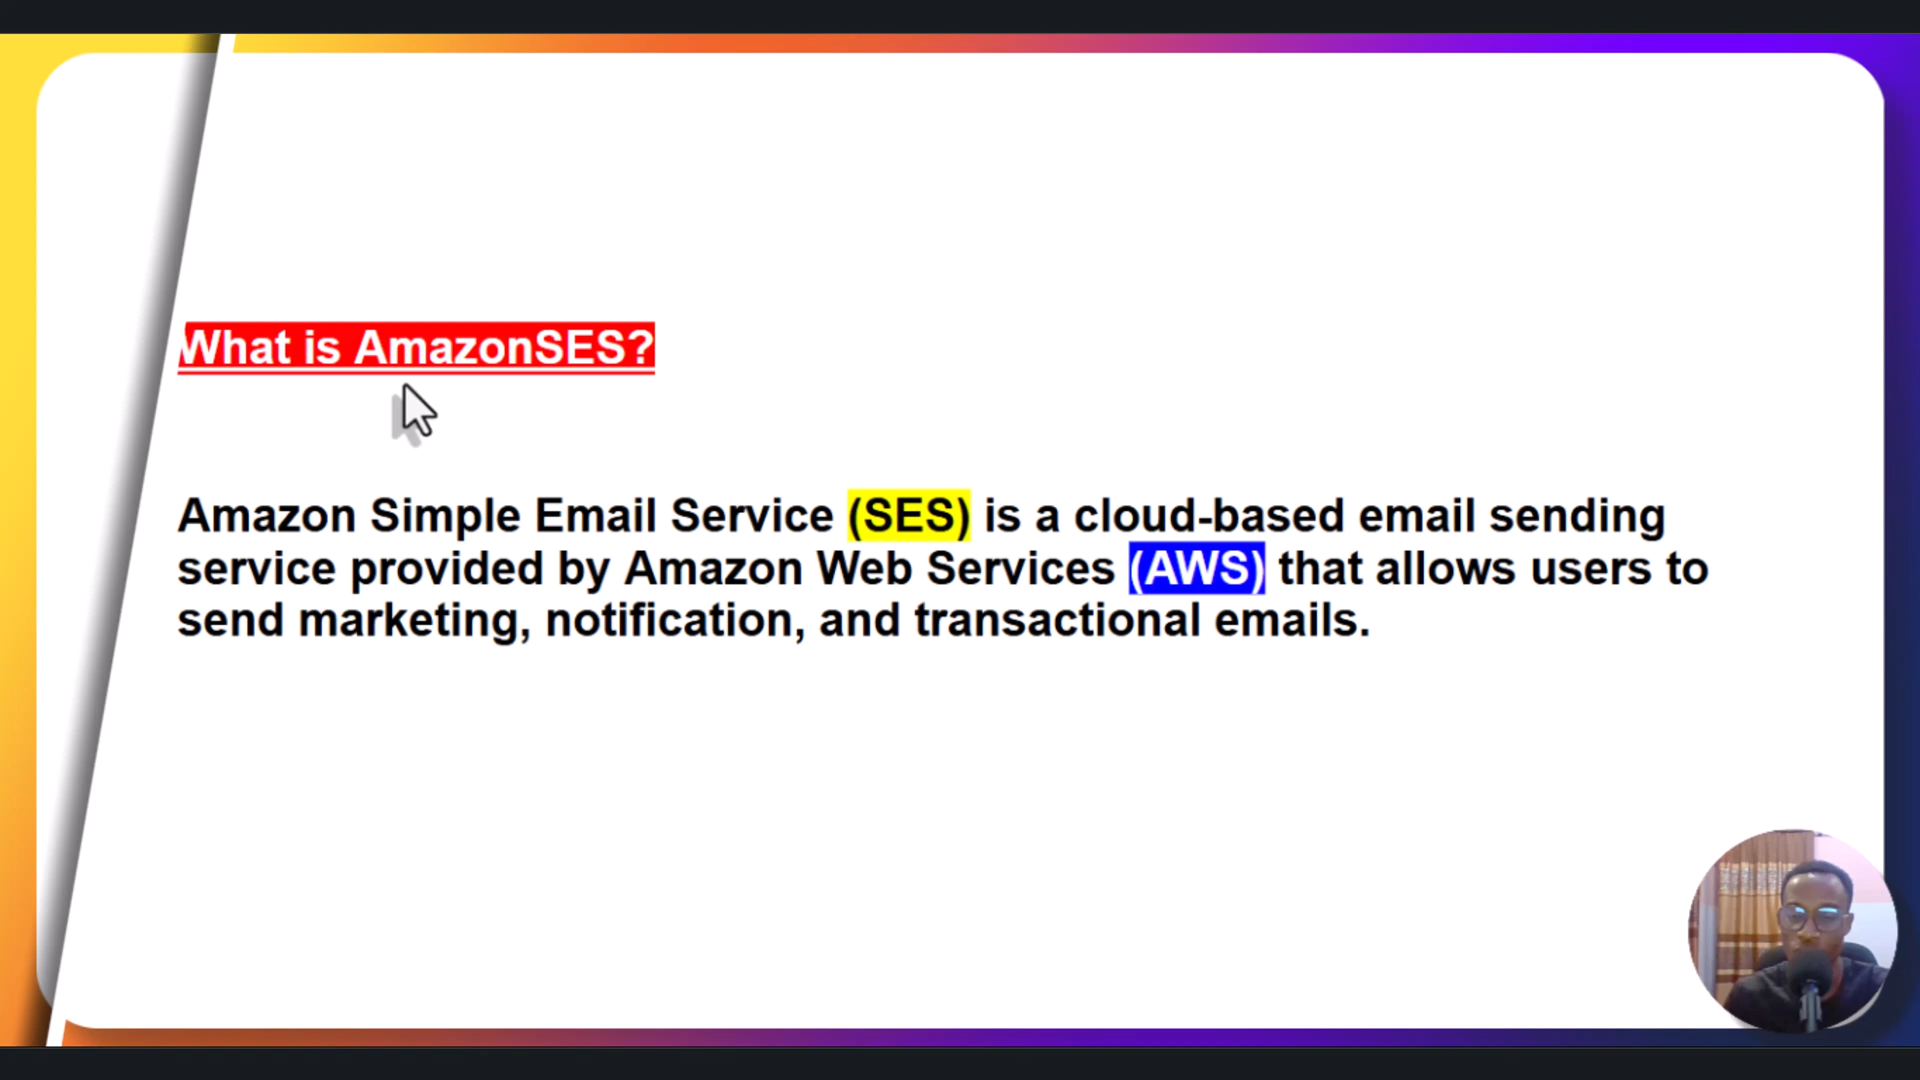 What is AmazonSES?
Amazon Simple Email Service (SES) is a cloud-based email sending
service provided by Amazon Web Services (AWS) that allows users to
send marketing, notification, and transactional emails.